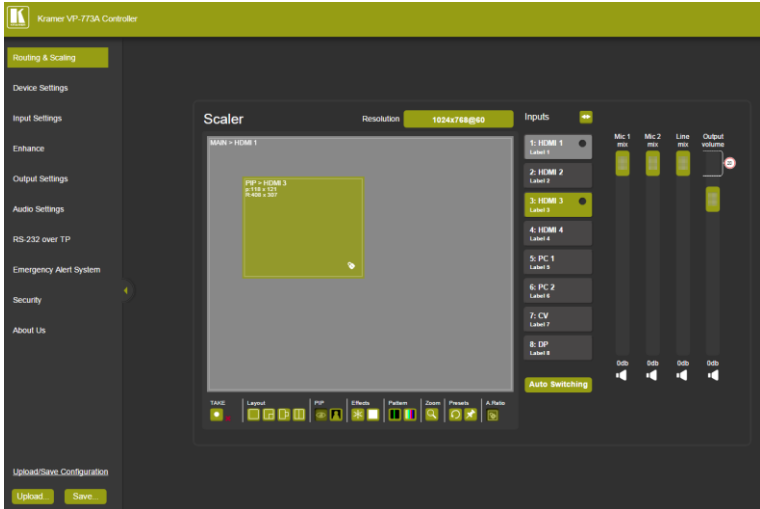 Kramer VP-773A Controller
Routing & Scaling
Device Settings
Input Settings
Enhance
Output Settings
Audio Settings
RS-232 over TP
Emergency Alert System
Security
About Us
Upload/Save Configuration
Upload...
Save...
Scaler
Resolution
1024x768@60
MAIN > HDMI 1
PIP > HDMI 3
TAKE
Layout
PIP
Effects
Pattern
Zoom
Presets
A.Ratio
Inputs
1: HDMI 1
Label 1
2: HDMI 2
Label 2
3: HDMI 3
Label 3
4: HDMI 4
Label 4
5: PC 1
Label 5
6: PC 2
Label 6
7: CV
Label 7
8: DP
Label 8
Auto Switching
Mic 1 mix
Mic 2 mix
Line mix
Output volume
0db
0db
0db
0db